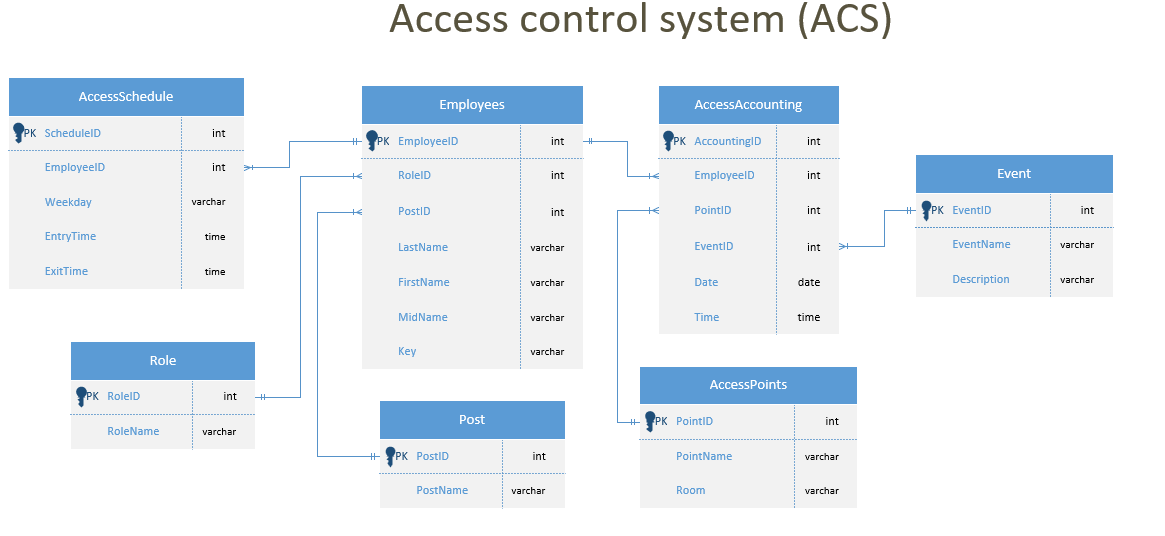 Access control system (ACS)
AccessSchedule
PK ScheduleID int
EmployeeID int
Weekday varchar
EntryTime time
ExitTime time
Employees
PK EmployeeID int
RoleID int
PostID int
LastName varchar
FirstName varchar
MidName varchar
Key varchar
AccessAccounting
PK AccountingID int
EmployeeID int
PointID int
EventID int
Date date
Time time
Event
PK EventID int
EventName varchar
Description varchar
Role
PK RoleID int
RoleName varchar
Post
PK PostID int
PostName varchar
AccessPoints
PK PointID int
PointName varchar
Room varchar